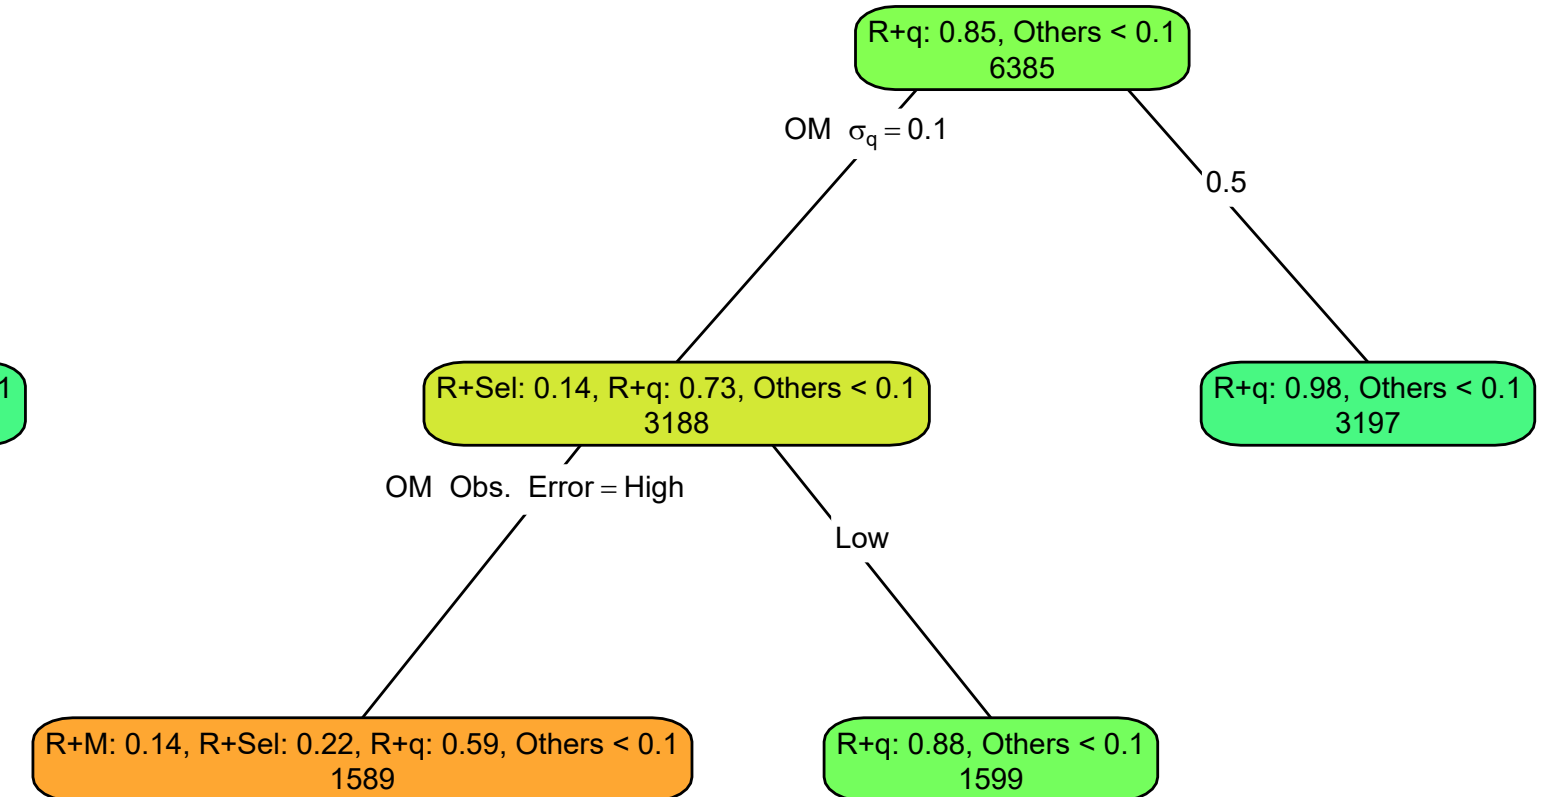 R+q: 0.85, Others < 0.1
6385
OM σq = 0.1
0.5
1
R+Sel: 0.14, R+q: 0.73, Others < 0.1
3188
R+q: 0.98, Others < 0.1
3197
OM Obs. Error = High
Low
R+M: 0.14, R+Sel: 0.22, R+q: 0.59, Others < 0.1
1589
R+q: 0.88, Others < 0.1
1599